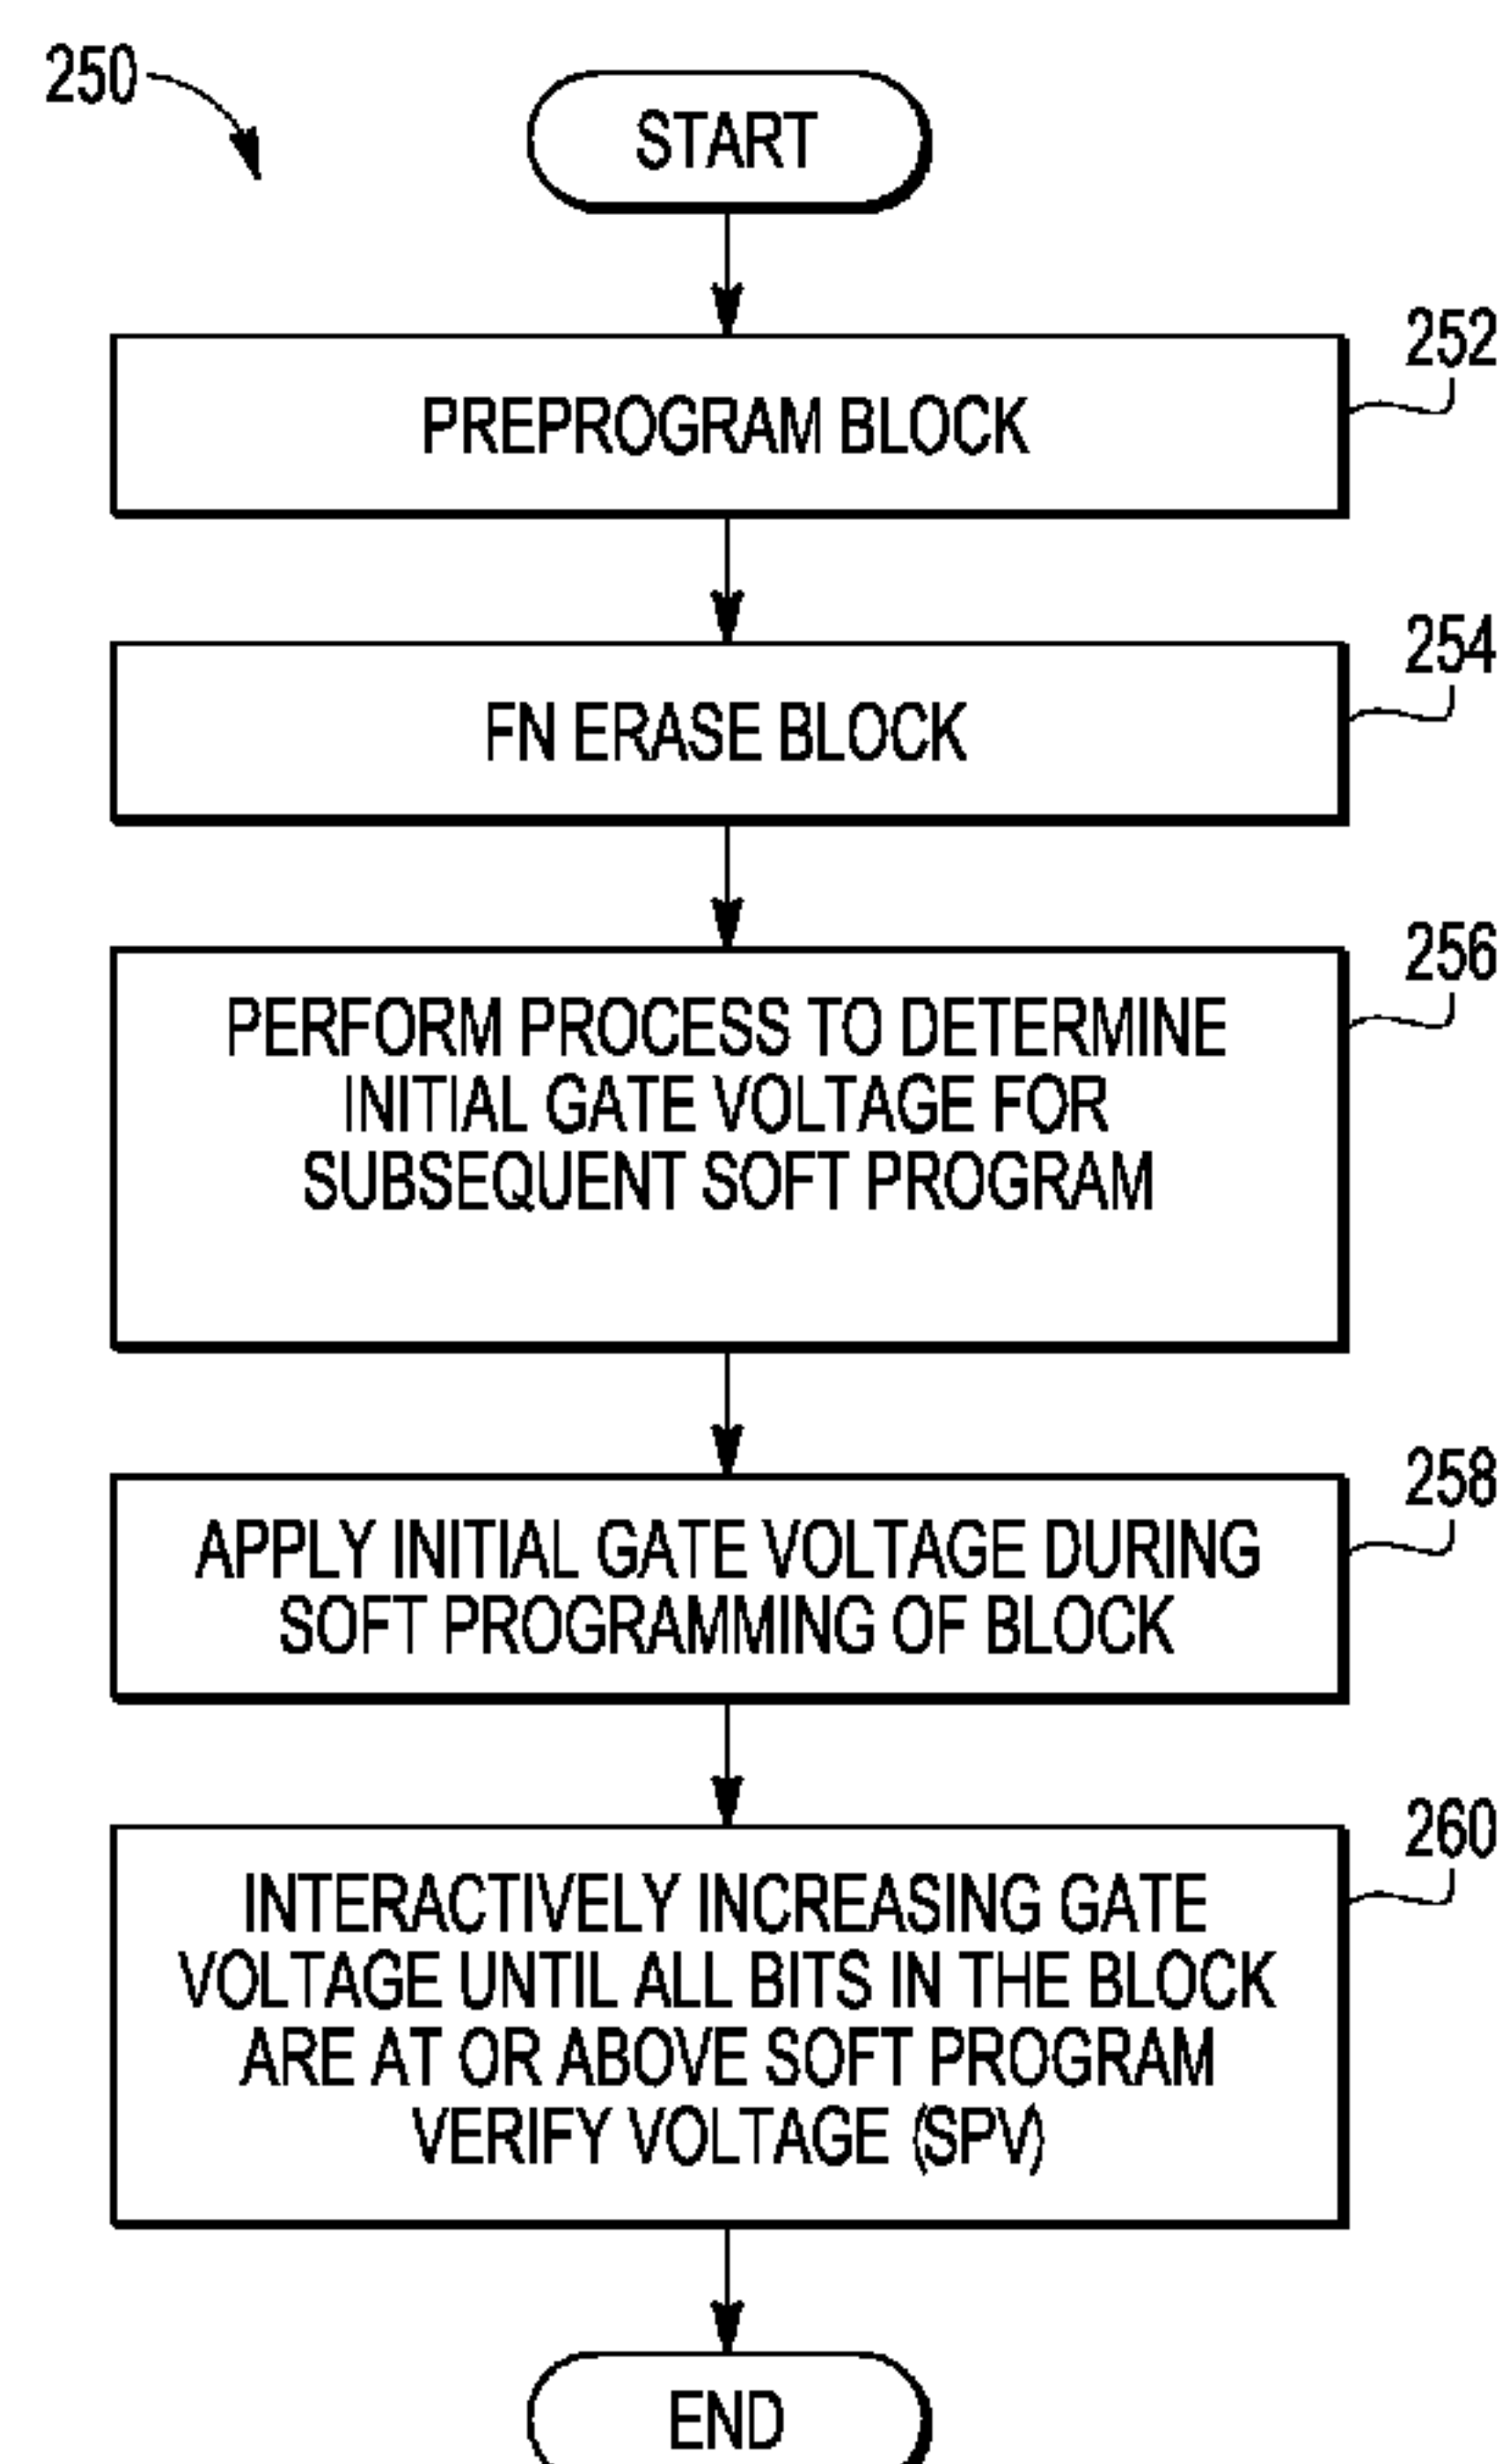 250
START
252
PREPROGRAM BLOCK
254
FN ERASE BLOCK
256
PERFORM PROCESS TO DETERMINE
INITIAL GATE VOLTAGE FOR
SUBSEQUENT SOFT PROGRAM
258
APPLY INITIAL GATE VOLTAGE DURING
SOFT PROGRAMMING OF BLOCK
260
INTERACTIVELY INCREASING GATE
VOLTAGE UNTIL ALL BITS IN THE BLOCK
ARE AT OR ABOVE SOFT PROGRAM
VERIFY VOLTAGE (SPV)
END